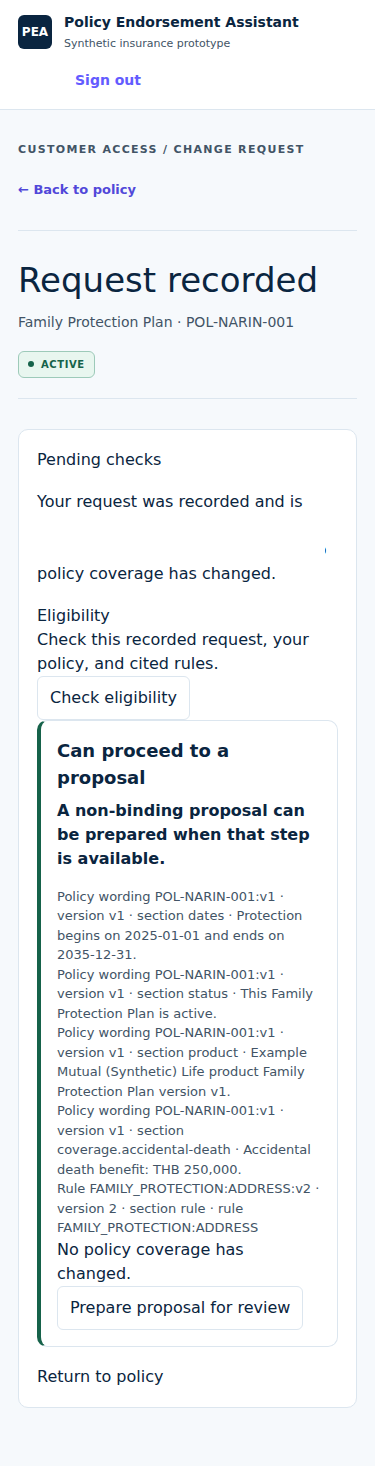 PEA
Policy Endorsement Assistant
Synthetic insurance prototype
Sign out
CUSTOMER ACCESS / CHANGE REQUEST
← Back to policy
Request recorded
Family Protection Plan · POL-NARIN-001
ACTIVE
Pending checks
Your request was recorded and is
policy coverage has changed.
Eligibility
Check this recorded request, your
policy, and cited rules.
Check eligibility
Can proceed to a
proposal
A non-binding proposal can
be prepared when that step
is available.
Policy wording POL-NARIN-001:v1 ·
version v1 · section dates · Protection
begins on 2025-01-01 and ends on
2035-12-31.
Policy wording POL-NARIN-001:v1 ·
version v1 · section status · This Family
Protection Plan is active.
Policy wording POL-NARIN-001:v1 ·
version v1 · section product · Example
Mutual (Synthetic) Life product Family
Protection Plan version v1.
Policy wording POL-NARIN-001:v1 ·
version v1 · section
coverage.accidental-death · Accidental
death benefit: THB 250,000.
Rule FAMILY_PROTECTION:ADDRESS:v2 ·
version 2 · section rule · rule
FAMILY_PROTECTION:ADDRESS
No policy coverage has
changed.
Prepare proposal for review
Return to policy